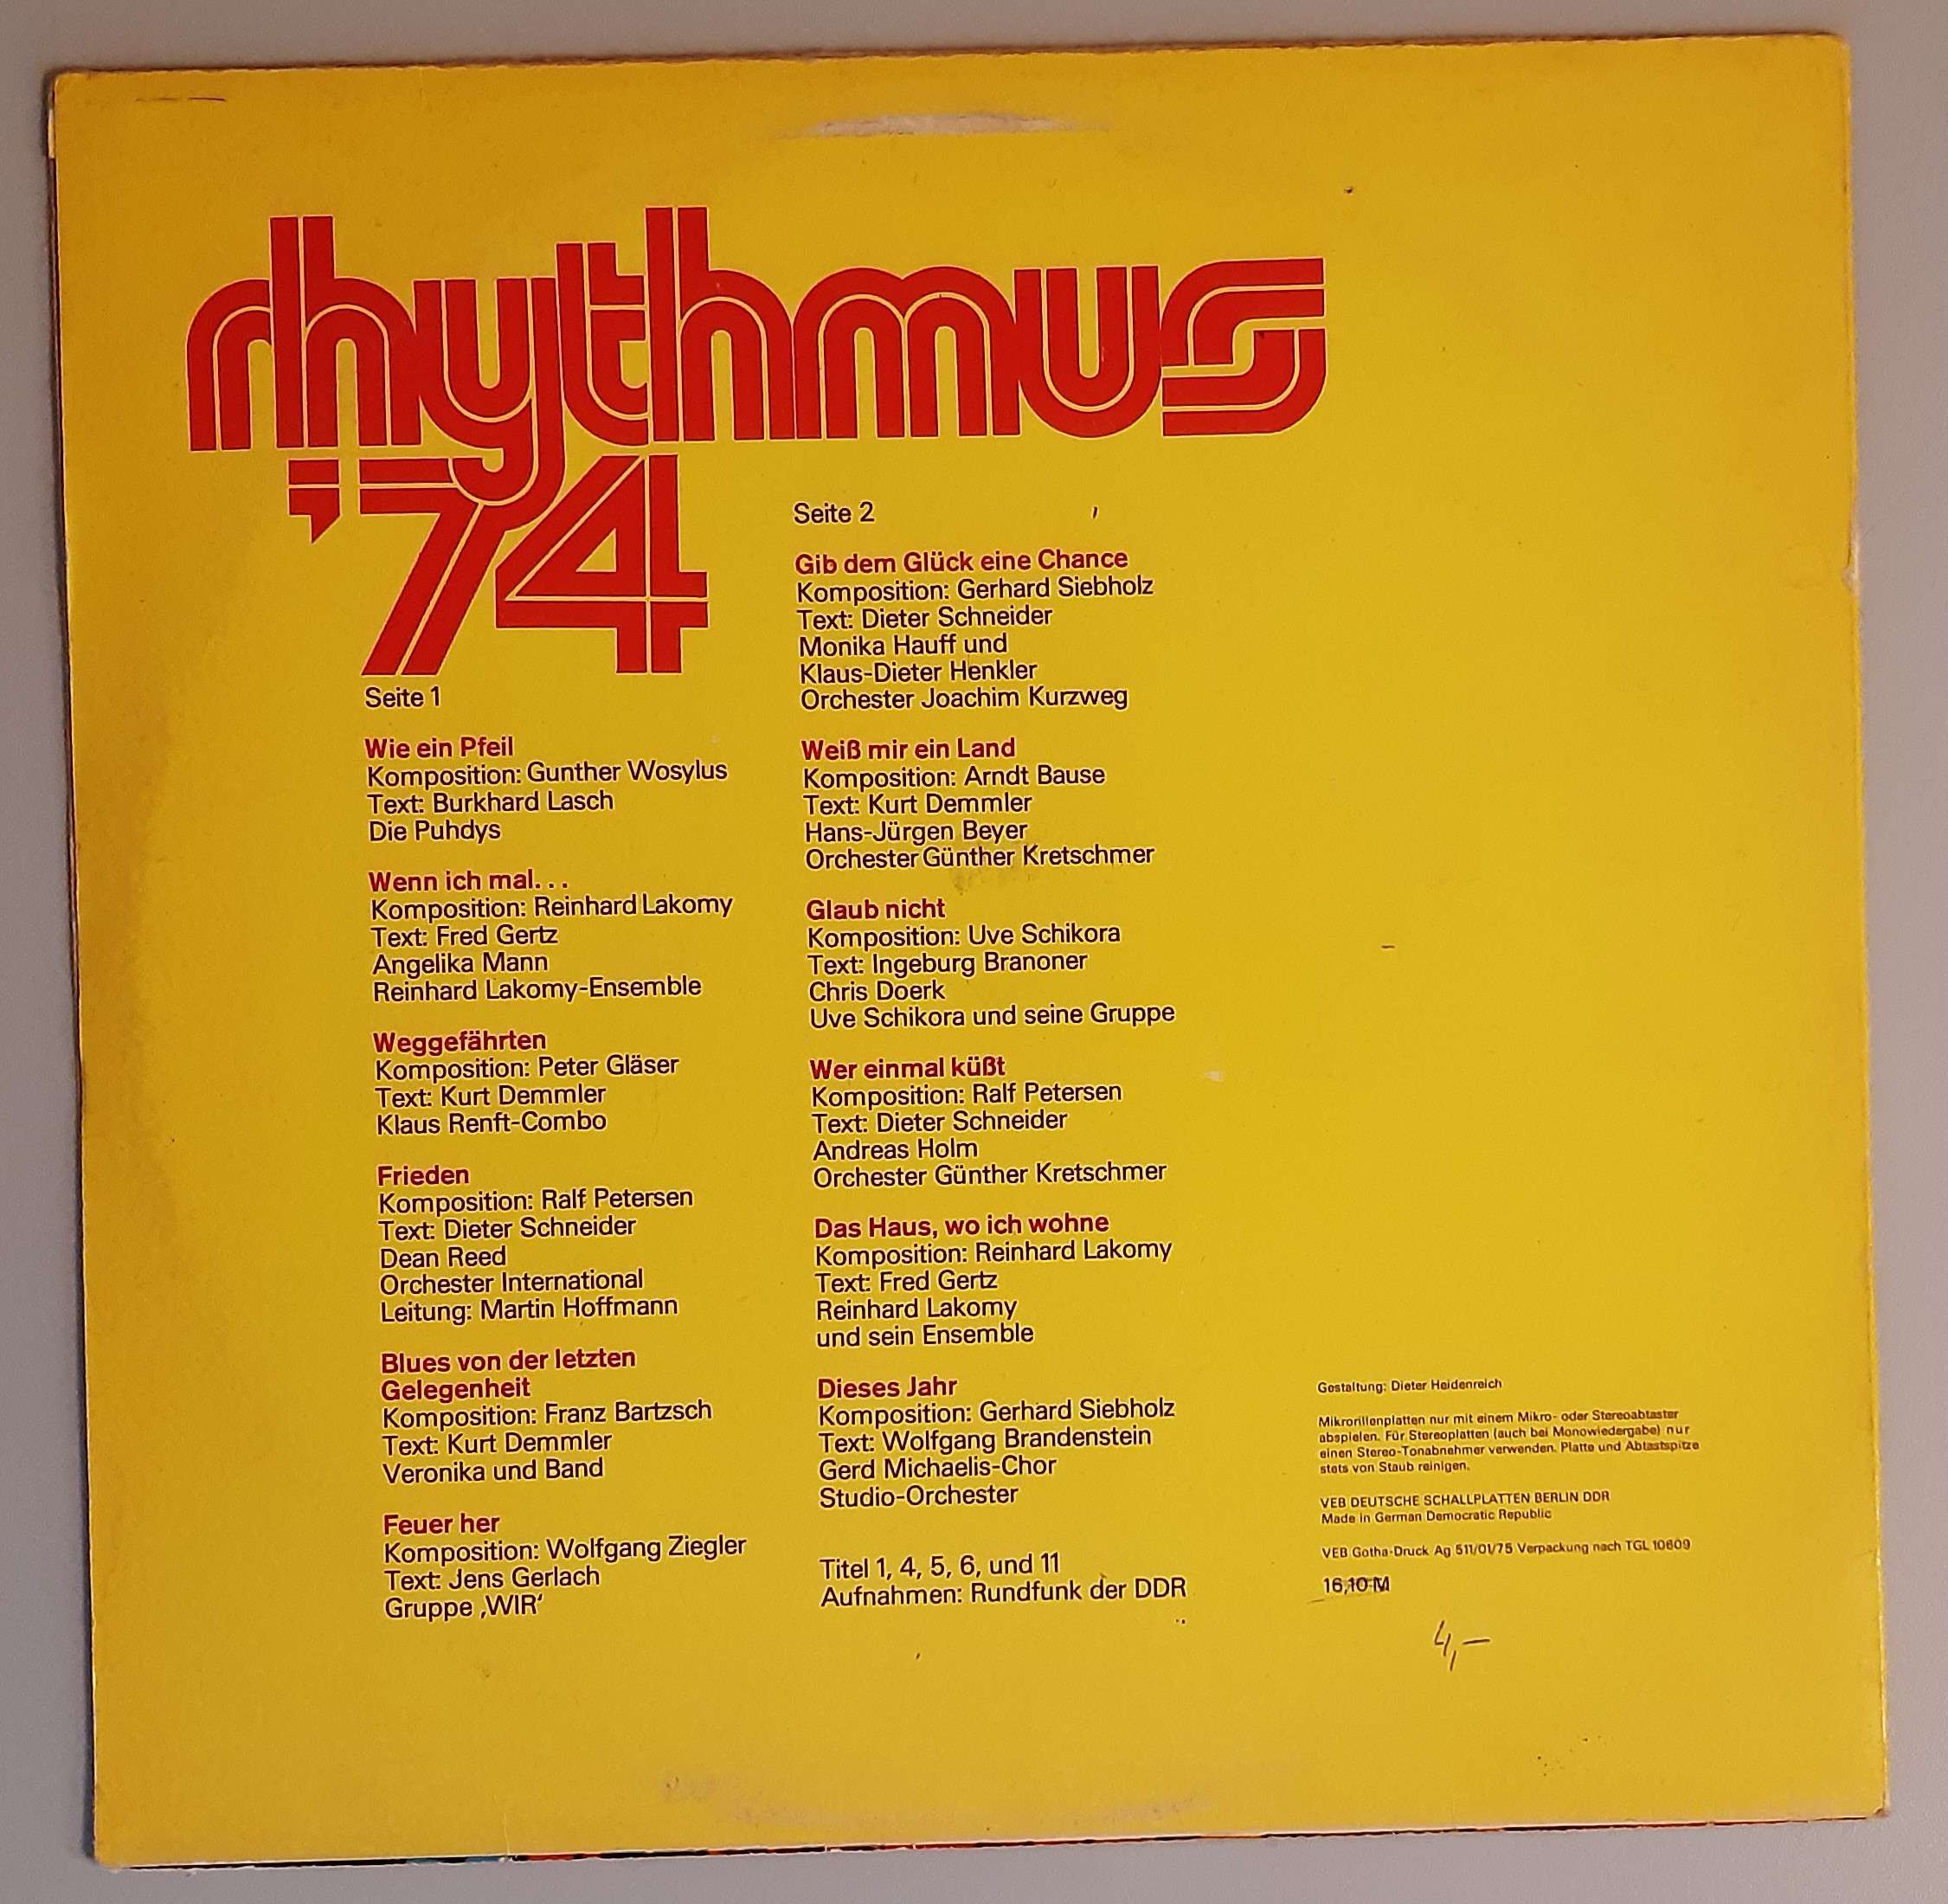 rhythmus
'74
Seite 1
Wie ein Pfeil
Komposition: Gunther Wosylus
Text: Burkhard Lasch
Die Puhdys
Wenn ich mal...
Komposition: Reinhard Lakomy
Text: Fred Gertz
Angelika Mann
Reinhard Lakomy-Ensemble
Weggefährten
Komposition: Peter Gläser
Text: Kurt Demmler
Klaus Renft-Combo
Frieden
Komposition: Ralf Petersen
Text: Dieter Schneider
Dean Reed
Orchester International
Leitung: Martin Hoffmann
Blues von der letzten
Gelegenheit
Komposition: Franz Bartzsch
Text: Kurt Demmler
Veronika und Band
Feuer her
Komposition: Wolfgang Ziegler
Text: Jens Gerlach
Gruppe ‚WIR‘
Seite 2
Gib dem Glück eine Chance
Komposition: Gerhard Siebholz
Text: Dieter Schneider
Monika Hauff und
Klaus-Dieter Henkler
Orchester Joachim Kurzweg
Weiß mir ein Land
Komposition: Arndt Bause
Text: Kurt Demmler
Hans-Jürgen Beyer
Orchester Günther Kretschmer
Glaub nicht
Komposition: Uve Schikora
Text: Ingeburg Branoner
Chris Doerk
Uve Schikora und seine Gruppe
Wer einmal küßt
Komposition: Ralf Petersen
Text: Dieter Schneider
Andreas Holm
Orchester Günther Kretschmer
Das Haus, wo ich wohne
Komposition: Reinhard Lakomy
Text: Fred Gertz
Reinhard Lakomy
und sein Ensemble
Dieses Jahr
Komposition: Gerhard Siebholz
Text: Wolfgang Brandenstein
Gerd Michaelis-Chor
Studio-Orchester
Titel 1, 4, 5, 6, und 11
Aufnahmen: Rundfunk der DDR
Gestaltung: Dieter Heidenreich
Mikrorillenplatten nur mit einem Mikro- oder Stereoabtaster
abspielen. Für Stereoplatten (auch bei Monowiedergabe) nur
einen Stereo-Tonabnehmer verwenden. Platte und Abtastspitze
stets von Staub reinigen.
VEB DEUTSCHE SCHALLPLATTEN BERLIN DDR
Made in German Democratic Republic
VEB Gotha-Druck Ag 511/01/75 Verpackung nach TGL 10609
16,10 M
4,—